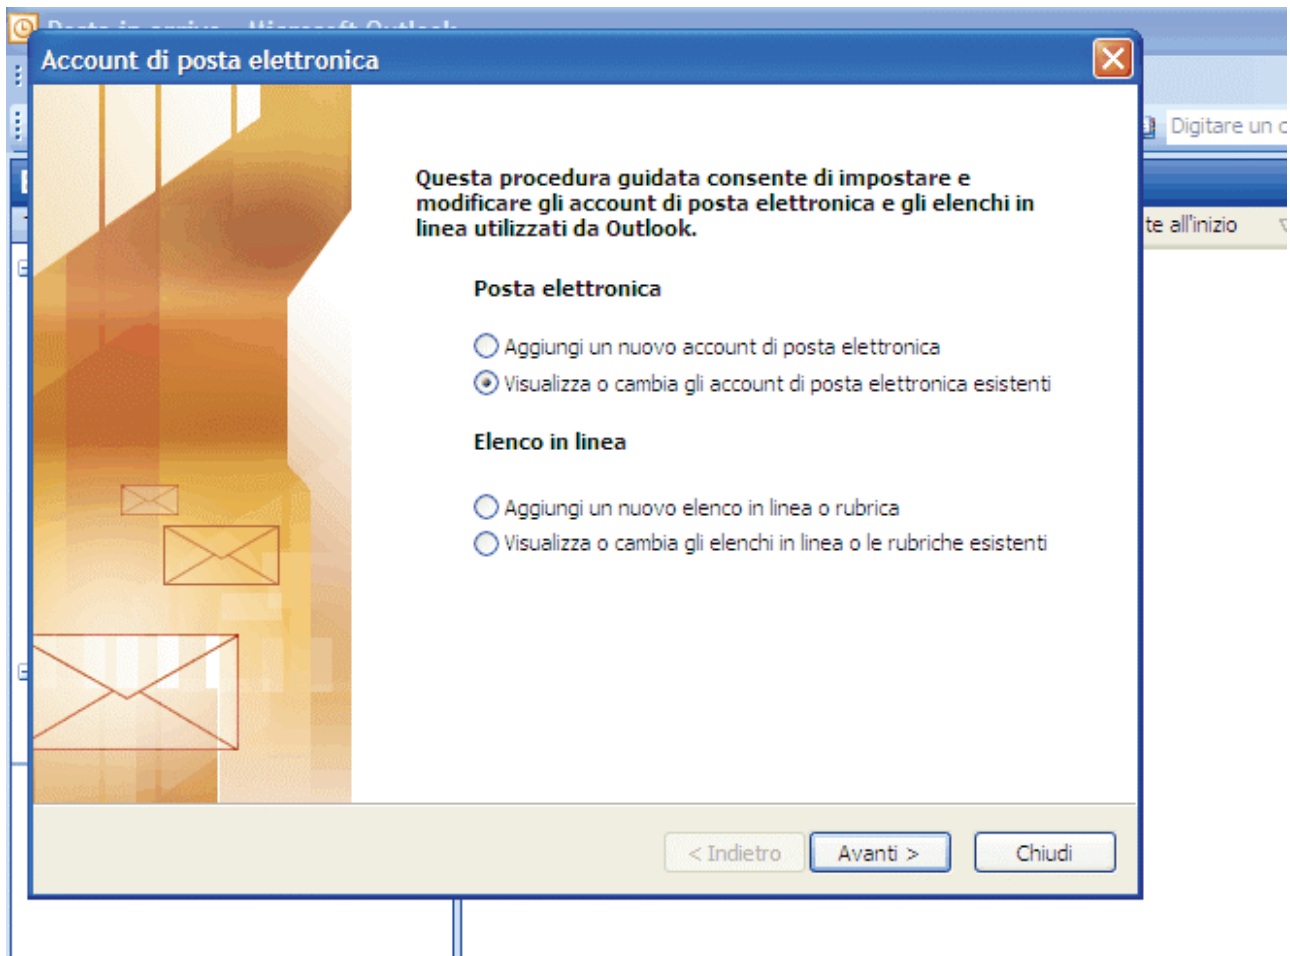 Account di posta elettronica
Digitare un
te all'inizio
Questa procedura guidata consente di impostare e
modificare gli account di posta elettronica e gli elenchi in
linea utilizzati da Outlook.
Posta elettronica
Aggiungi un nuovo account di posta elettronica
Visualizza o cambia gli account di posta elettronica esistenti
Elenco in linea
Aggiungi un nuovo elenco in linea o rubrica
Visualizza o cambia gli elenchi in linea o le rubriche esistenti
< Indietro
Avanti >
Chiudi